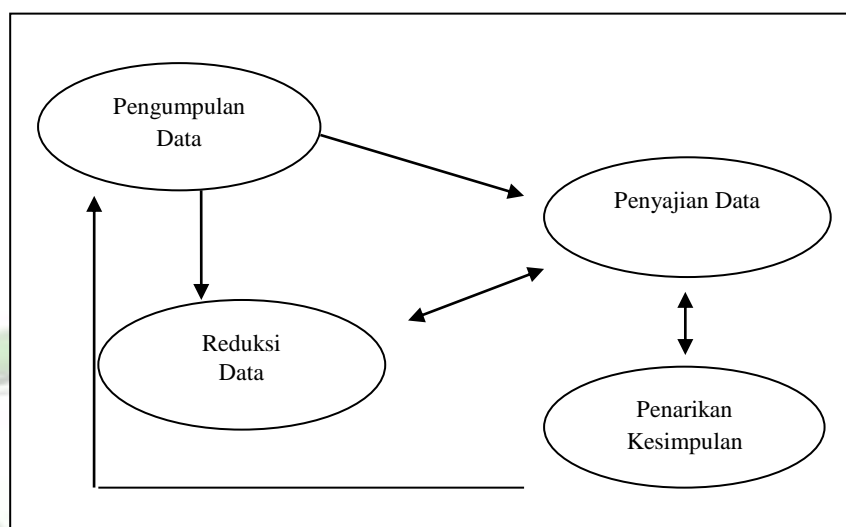 Pengumpulan
Data
Penyajian Data
Reduksi
Data
Penarikan
Kesimpulan